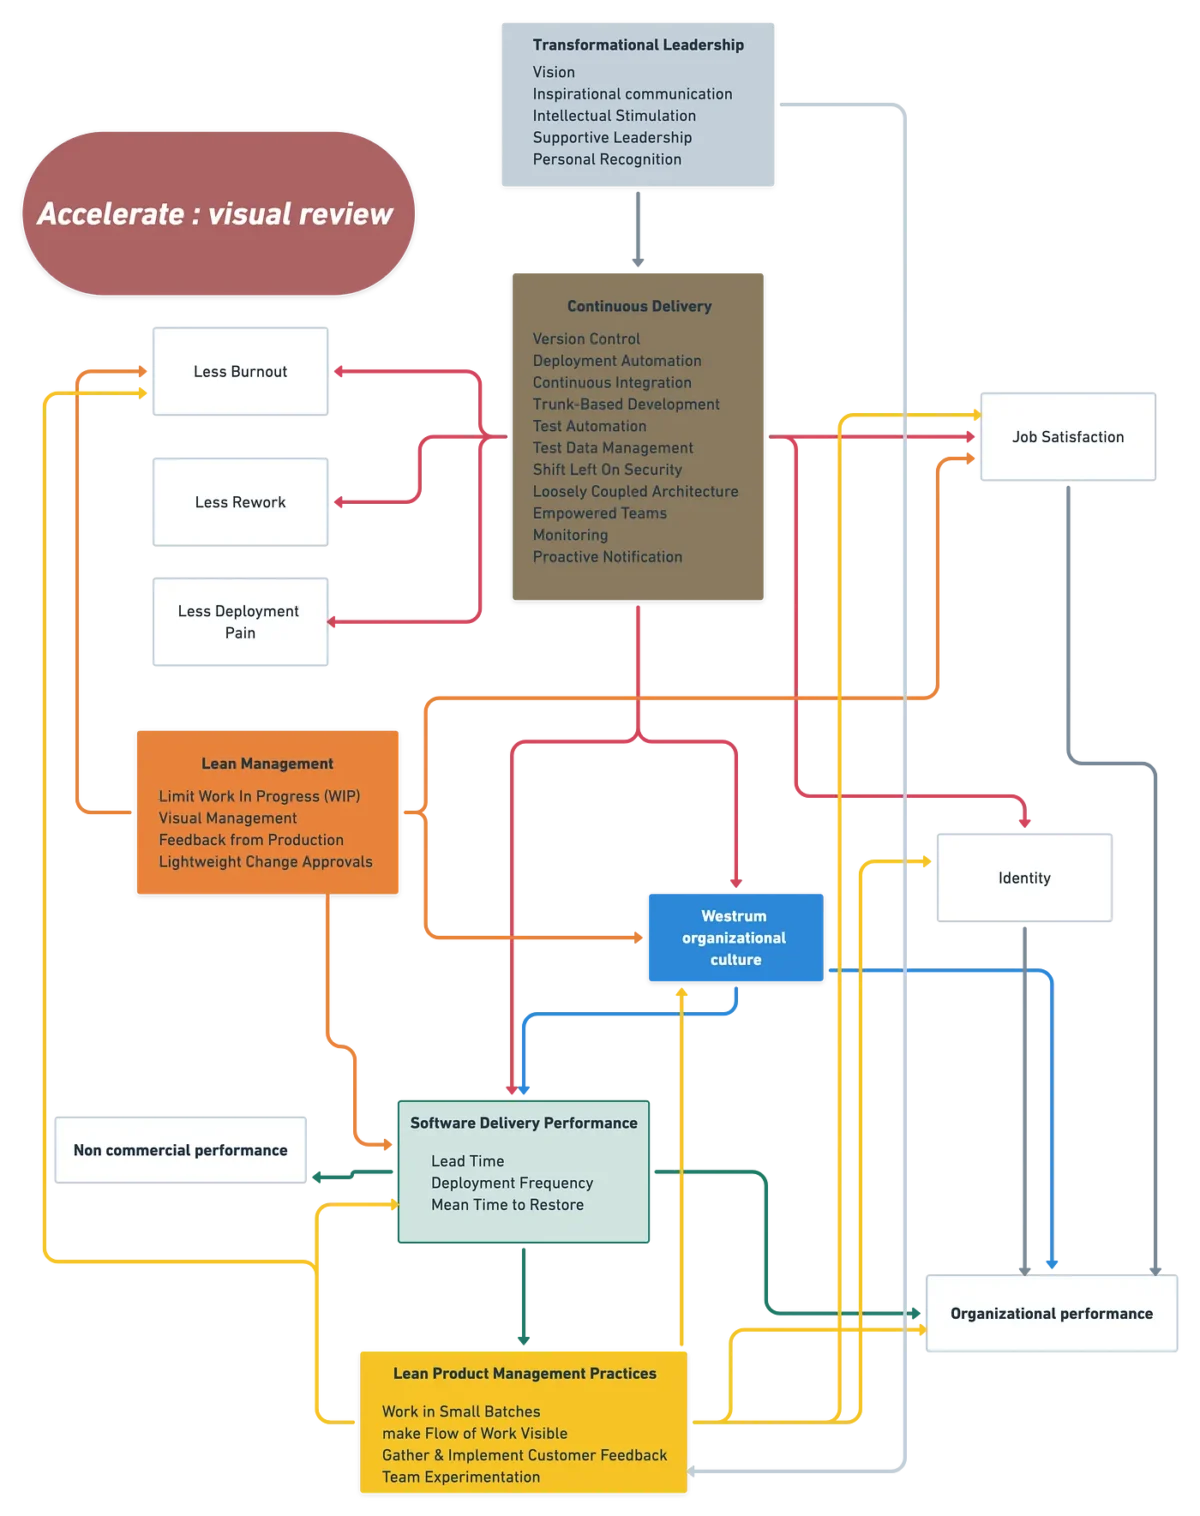 Transformational Leadership
Vision
Inspirational communication
Intellectual Stimulation
Supportive Leadership
Personal Recognition
Accelerate : visual review
Continuous Delivery
Version Control
Deployment Automation
Continuous Integration
Trunk-Based Development
Test Automation
Test Data Management
Shift Left On Security
Loosely Coupled Architecture
Empowered Teams
Monitoring
Proactive Notification
Less Burnout
Job Satisfaction
Less Rework
Less Deployment
Pain
Lean Management
Limit Work In Progress (WIP)
Visual Management
Feedback from Production
Lightweight Change Approvals
Identity
Westrum
organizational
culture
Software Delivery Performance
Lead Time
Deployment Frequency
Mean Time to Restore
Non commercial performance
Organizational performance
Lean Product Management Practices
Work in Small Batches
make Flow of Work Visible
Gather & Implement Customer Feedback
Team Experimentation